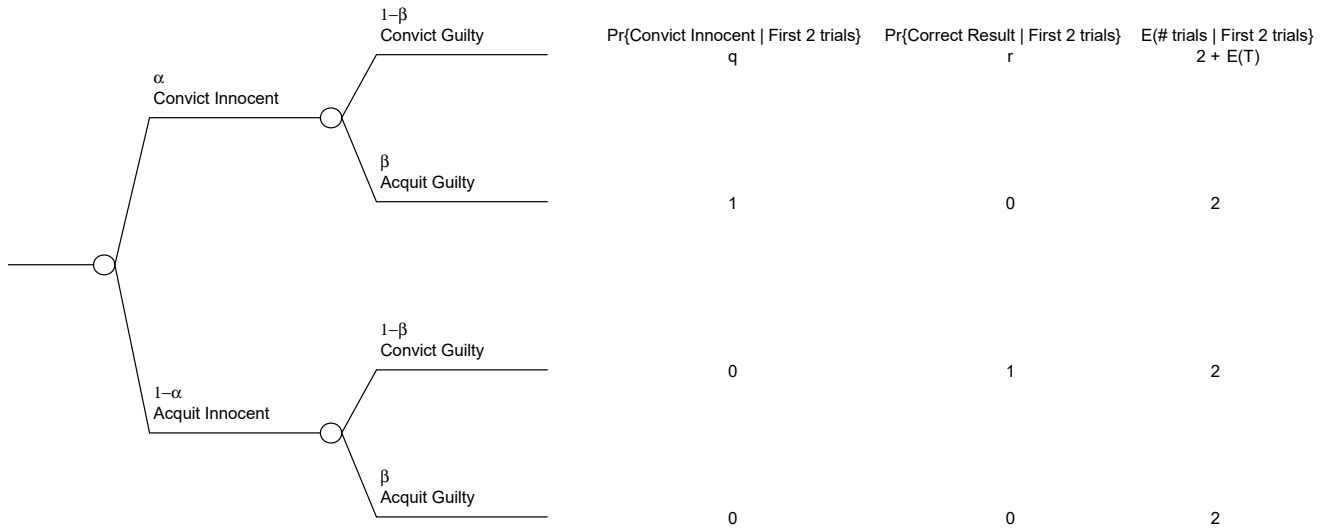 1−β
Convict Guilty
Pr{Convict Innocent | First 2 trials} Pr{Correct Result | First 2 trials} E(# trials | First 2 trials}
q r 2 + E(T)
α
Convict Innocent
β
Acquit Guilty
1 0 2
1−β
Convict Guilty
0 1 2
1−α
Acquit Innocent
β
Acquit Guilty
0 0 2